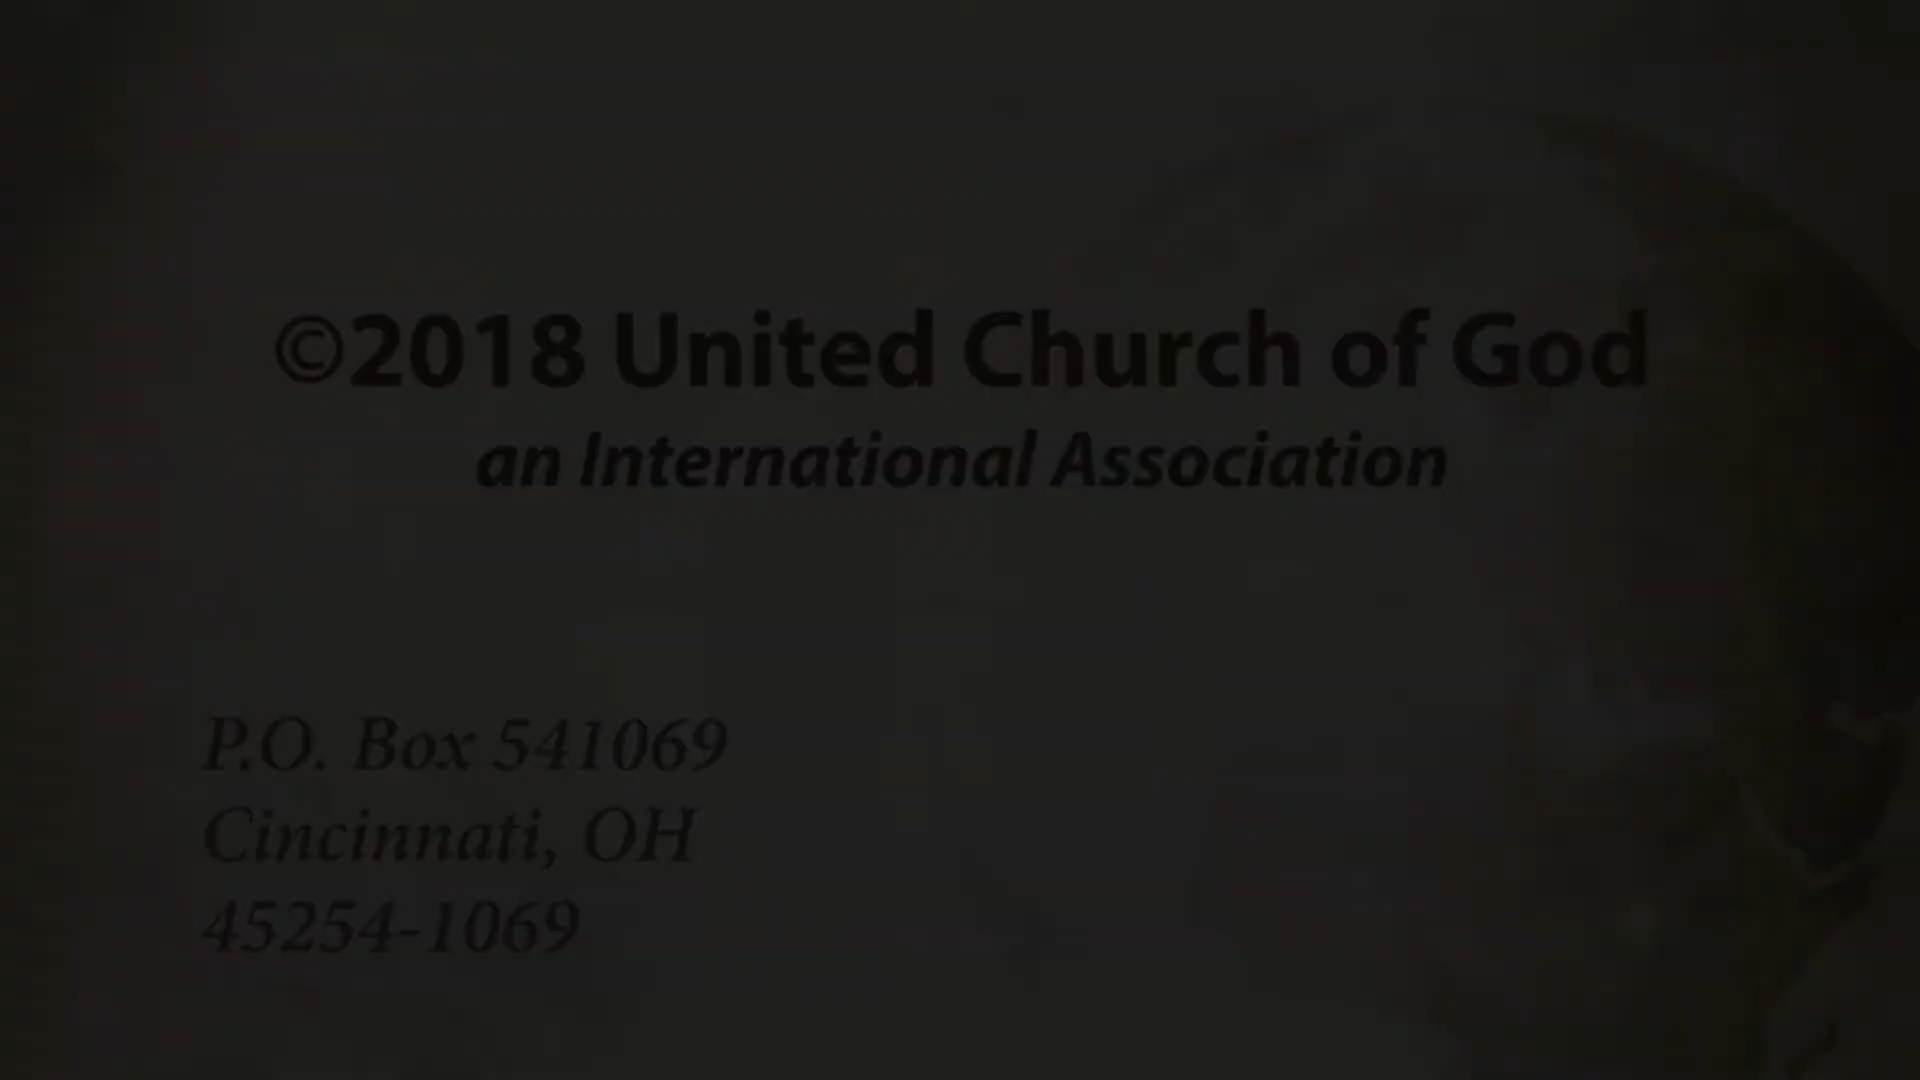 ©2018 United Church of God
an International Association
P.O. Box 541069
Cincinnati, OH
45254-1069